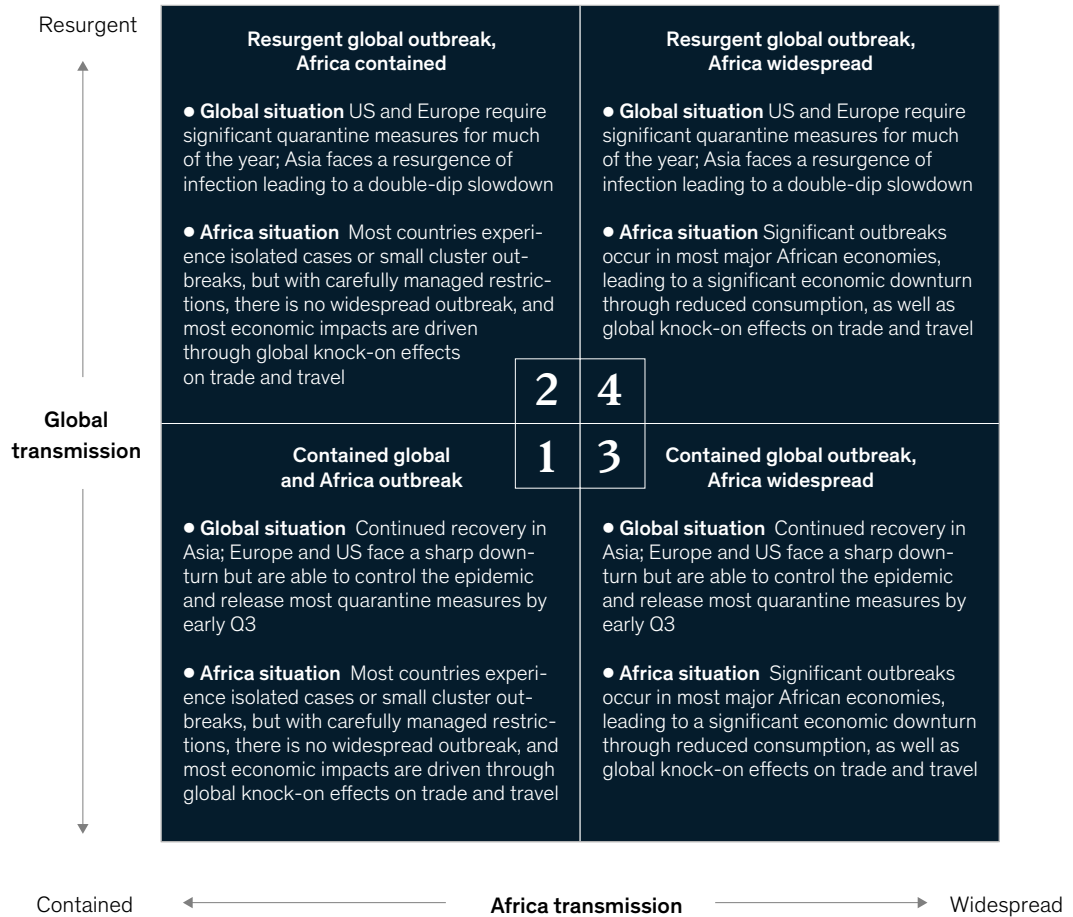 Resurgent
Resurgent global outbreak,
Africa contained
● Global situation US and Europe require
significant quarantine measures for much
of the year; Asia faces a resurgence of
infection leading to a double-dip slowdown
● Africa situation Most countries experi-
ence isolated cases or small cluster out-
breaks, but with carefully managed restric-
tions, there is no widespread outbreak, and
most economic impacts are driven
through global knock-on effects
on trade and travel
2
Resurgent global outbreak,
Africa widespread
● Global situation US and Europe require
significant quarantine measures for much
of the year; Asia faces a resurgence of
infection leading to a double-dip slowdown
● Africa situation Significant outbreaks
occur in most major African economies,
leading to a significant economic downturn
through reduced consumption, as well as
global knock-on effects on trade and travel
4
Global
transmission
1
Contained global
and Africa outbreak
● Global situation Continued recovery in
Asia; Europe and US face a sharp down-
turn but are able to control the epidemic
and release most quarantine measures by
early Q3
● Africa situation Most countries experi-
ence isolated cases or small cluster out-
breaks, but with carefully managed restric-
tions, there is no widespread outbreak, and
most economic impacts are driven through
global knock-on effects on trade and travel
3
Contained global outbreak,
Africa widespread
● Global situation Continued recovery in
Asia; Europe and US face a sharp down-
turn but are able to control the epidemic
and release most quarantine measures by
early Q3
● Africa situation Significant outbreaks
occur in most major African economies,
leading to a significant economic downturn
through reduced consumption, as well as
global knock-on effects on trade and travel
Contained
Africa transmission
Widespread